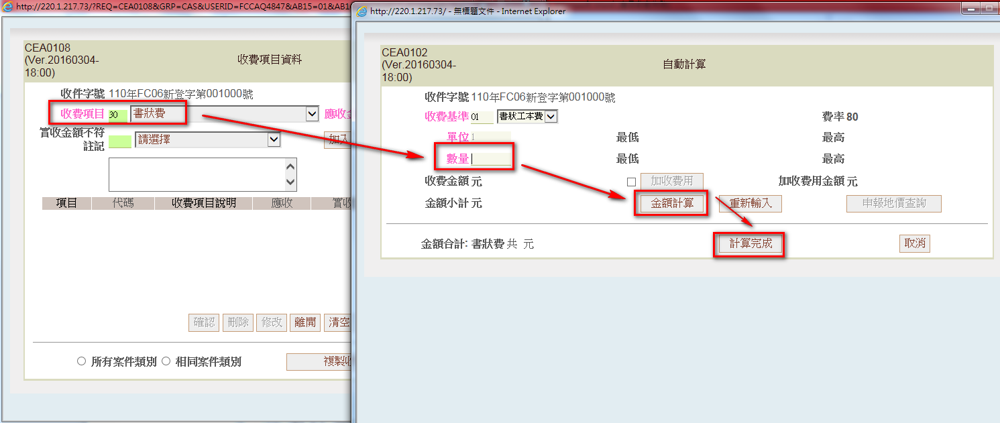 http://220.1.217.73/?REQ=CEA0108&GRP=CAS&USERID=FCCAQ4847&AB15=01&AB1
CEA0108
(Ver.20160304-
18:00)
收費項目資料
收件字號 110年FC06新登字第001000號
收費項目 30 書狀費 應收金
實收金額不符
註記
請選擇
加入
項目 代碼 收費項目說明 應收 實收
確認 刪除 修改 離開 清空
所有案件類別 相同案件類別 複製收
http://220.1.217.73/ - 無標題文件 - Internet Explorer
CEA0102
(Ver.20160304-
18:00)
自動計算
收件字號 110年FC06新登字第001000號
收費基準 01 書狀工本費 費率 80
單位 1 最低 最高
數量 最低 最高
收費金額 元 加收費用 加收費用金額 元
金額小計 元 金額計算 重新輸入 申報地價查詢
金額合計: 書狀費 共 元 計算完成 取消